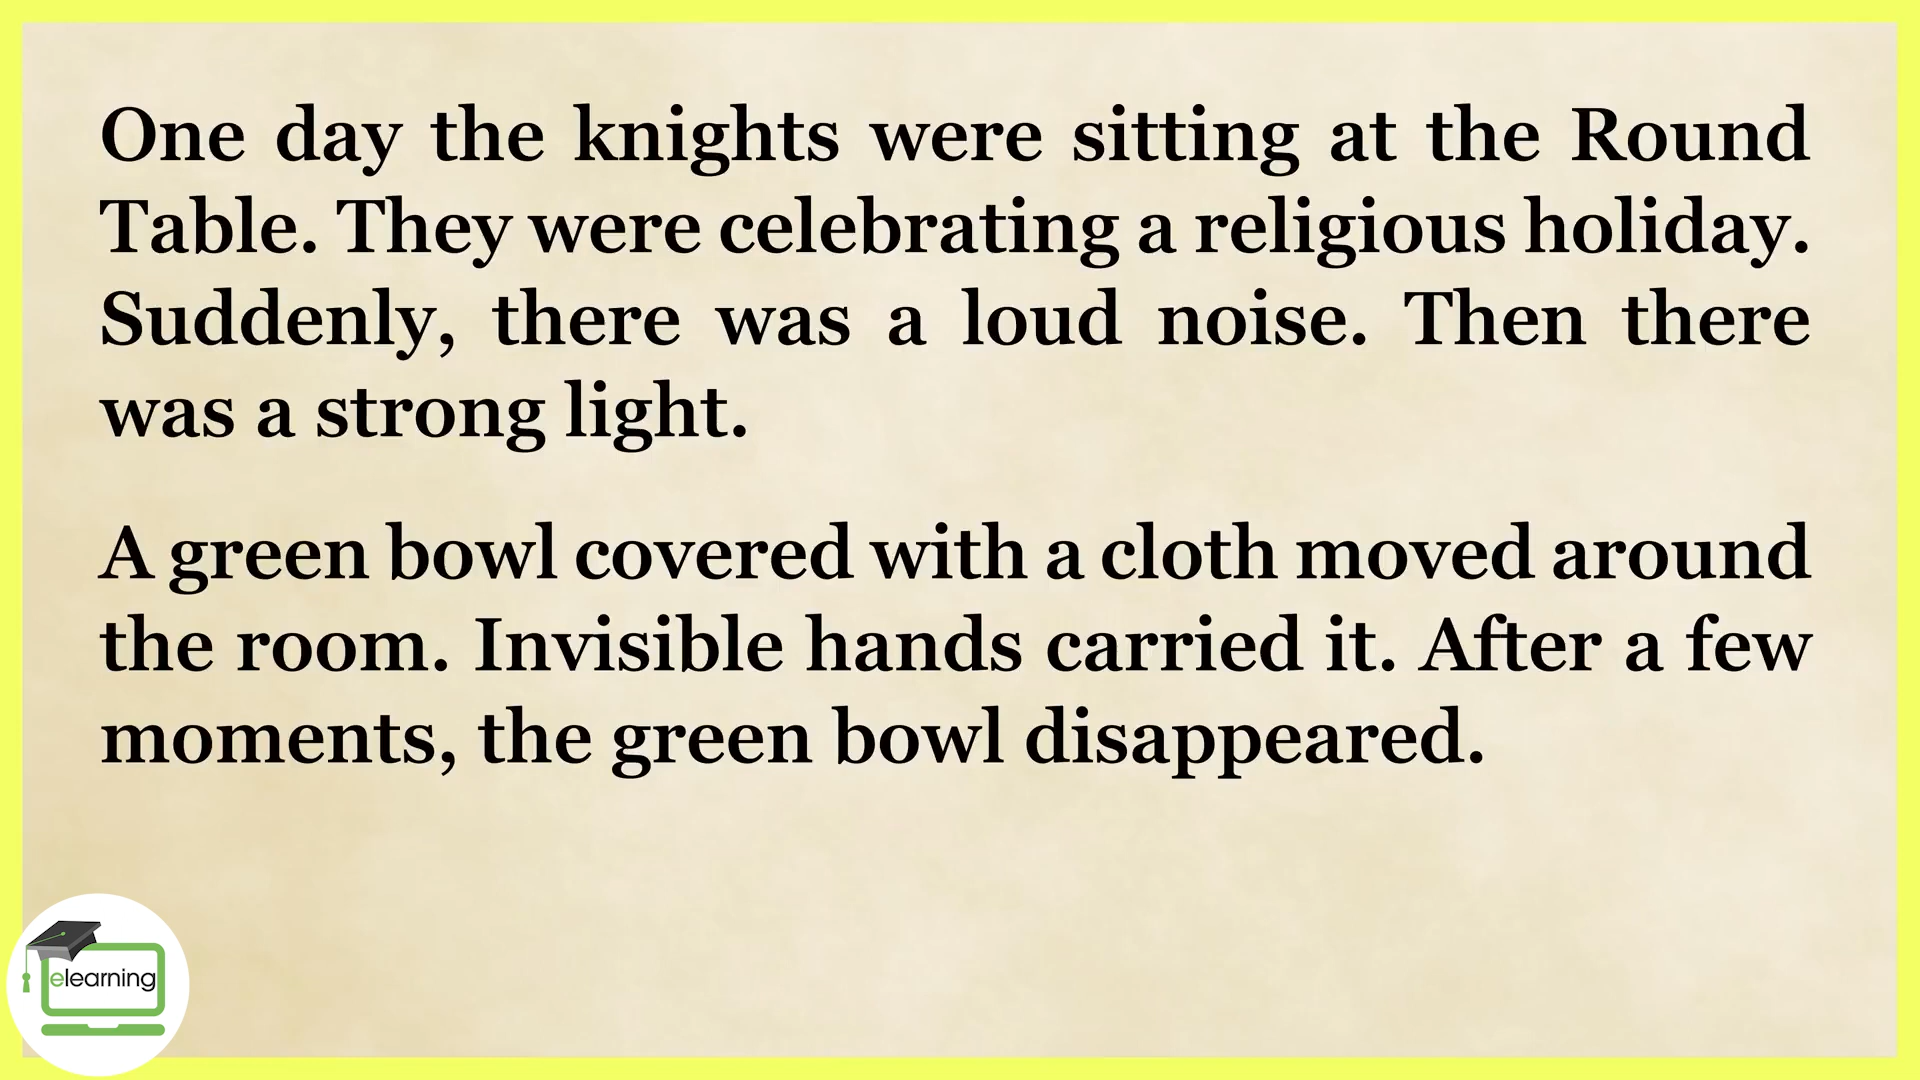 One day the knights were sitting at the Round
Table. They were celebrating a religious holiday.
Suddenly, there was a loud noise. Then there
was a strong light.
A green bowl covered with a cloth moved around
the room. Invisible hands carried it. After a few
moments, the green bowl disappeared.
elearning